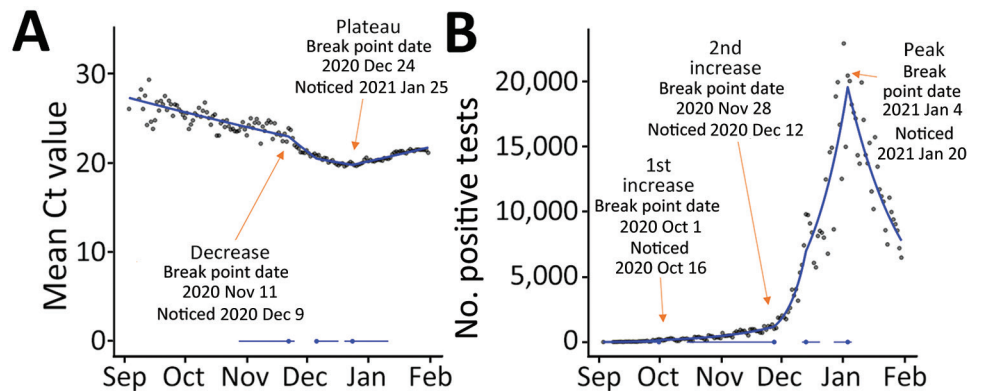 A
Mean Ct value
30
20
10
0
Plateau
Break point date
2020 Dec 24
Noticed 2021 Jan 25
Decrease
Break point date
2020 Nov 11
Noticed 2020 Dec 9
Sep Oct Nov Dec Jan Feb
B
No. positive tests
20,000
15,000
10,000
5,000
0
1st
increase
Break point date
2020 Oct 1
Noticed
2020 Oct 16
2nd
increase
Break point date
2020 Nov 28
Noticed 2020 Dec 12
Peak
Break
point date
2021 Jan 4
Noticed
2021 Jan 20
Sep Oct Nov Dec Jan Feb